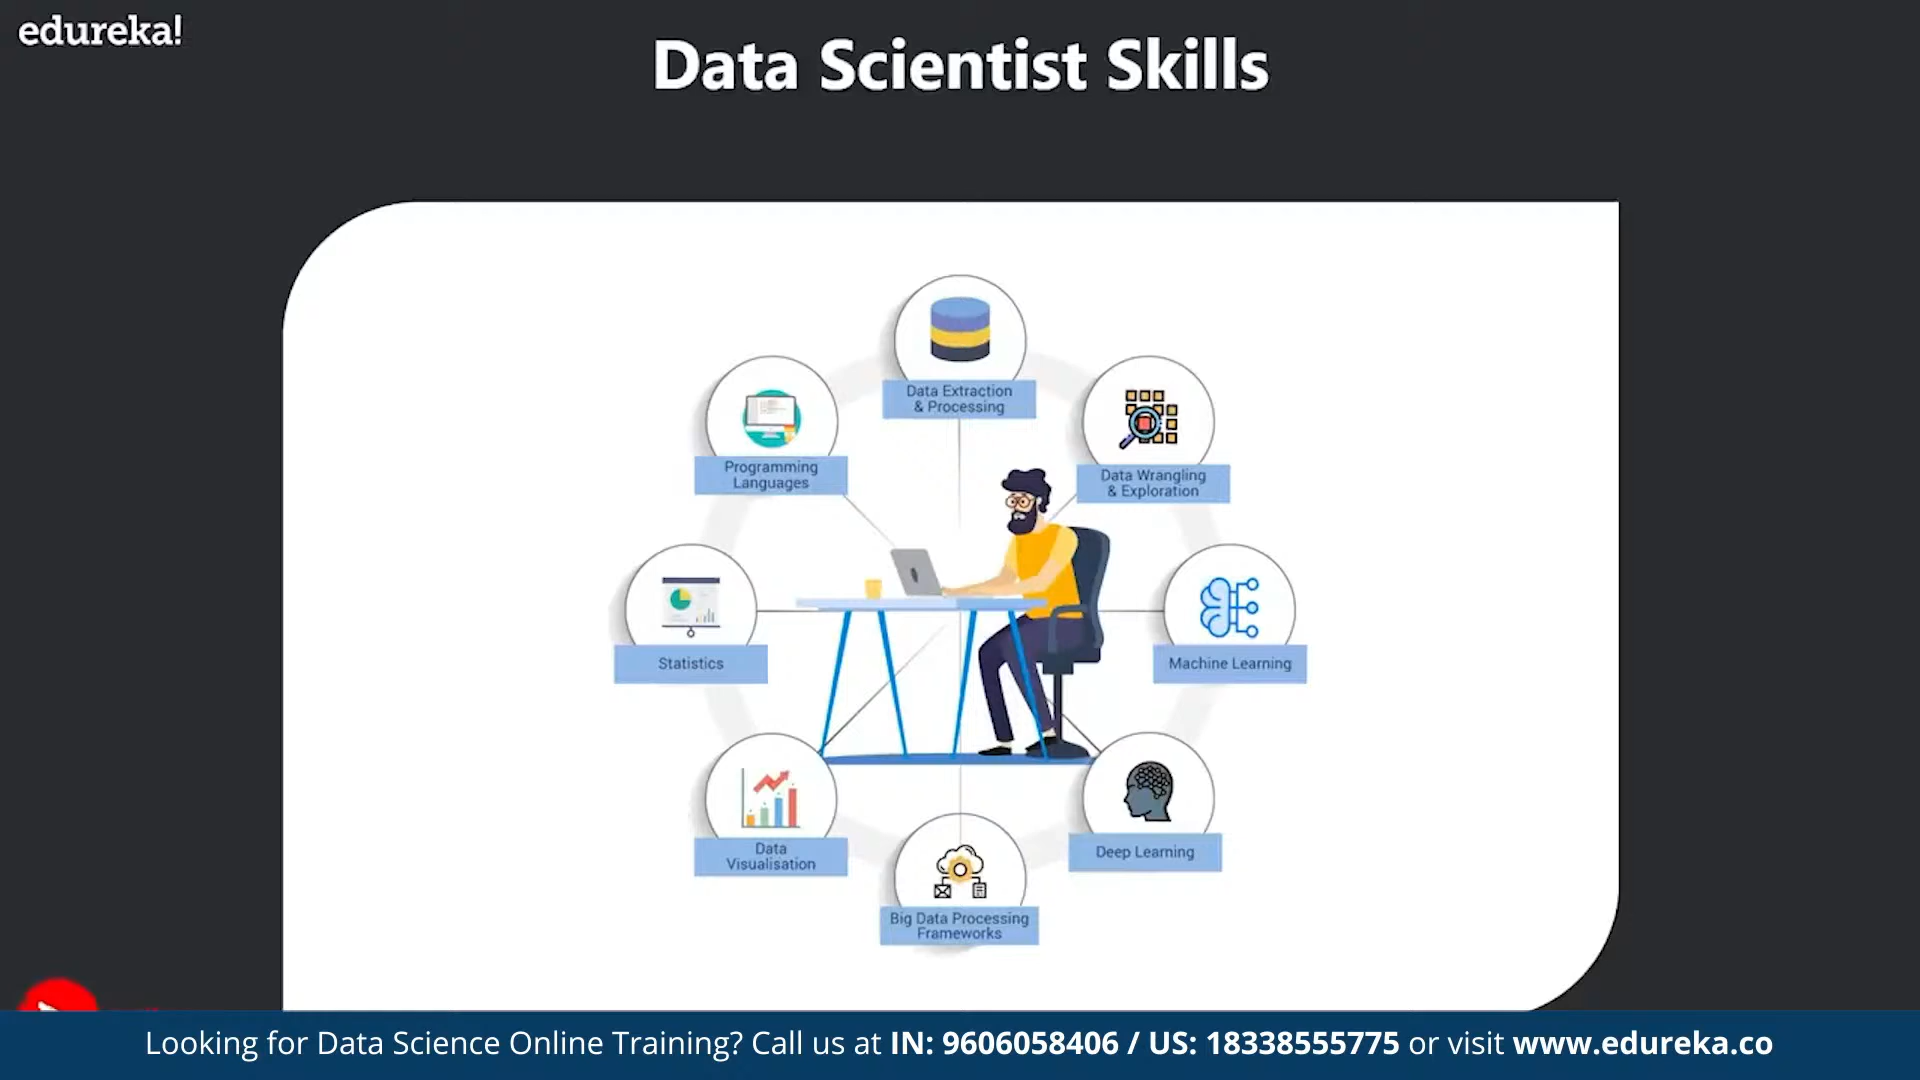 edureka!
Data Scientist Skills
Data Extraction
& Processing
Programming
Languages
Data Wrangling
& Exploration
Statistics
Machine Learning
Data
Visualisation
Deep Learning
Big Data Processing
Frameworks
Looking for Data Science Online Training? Call us at IN: 9606058406 / US: 18338555775 or visit www.edureka.co